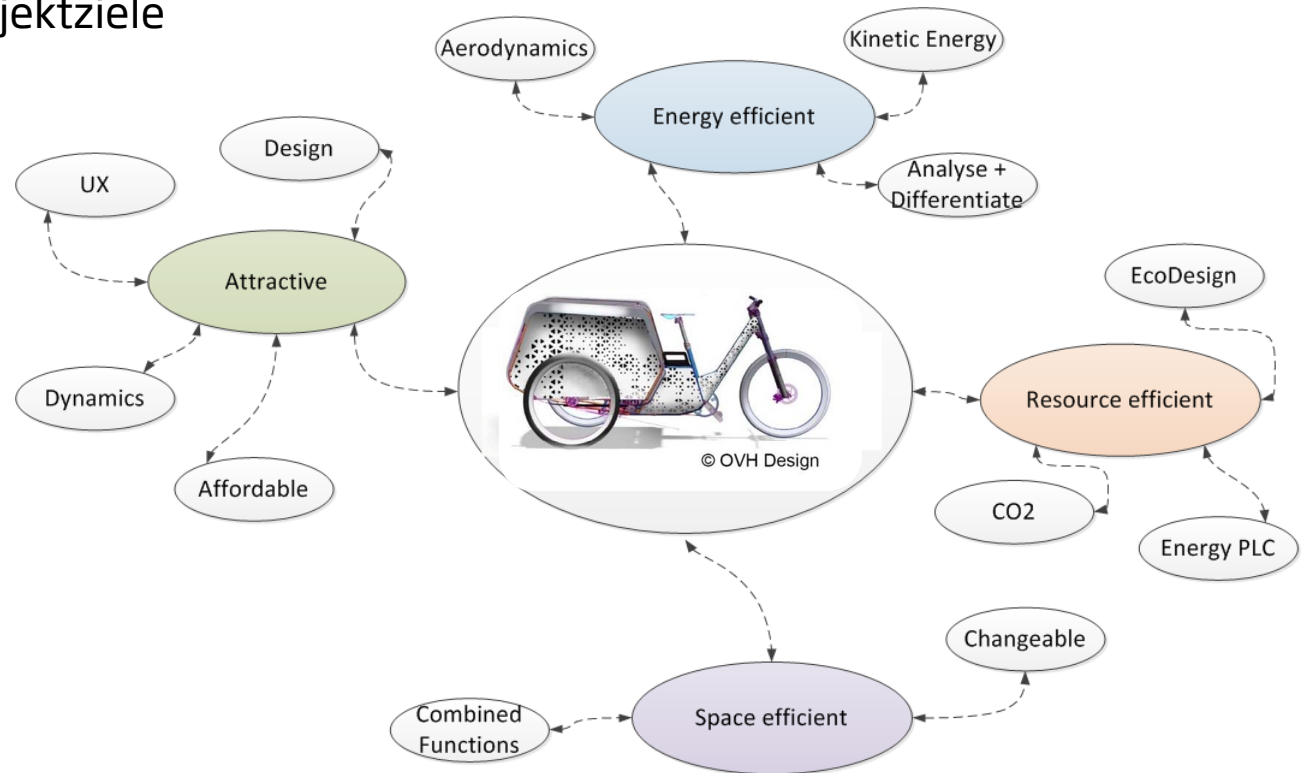 jektziele
Aerodynamics
Kinetic Energy
Energy efficient
Design
Analyse +
Differentiate
UX
Attractive
EcoDesign
Dynamics
Resource efficient
© OVH Design
Affordable
CO2
Energy PLC
Changeable
Combined
Functions
Space efficient